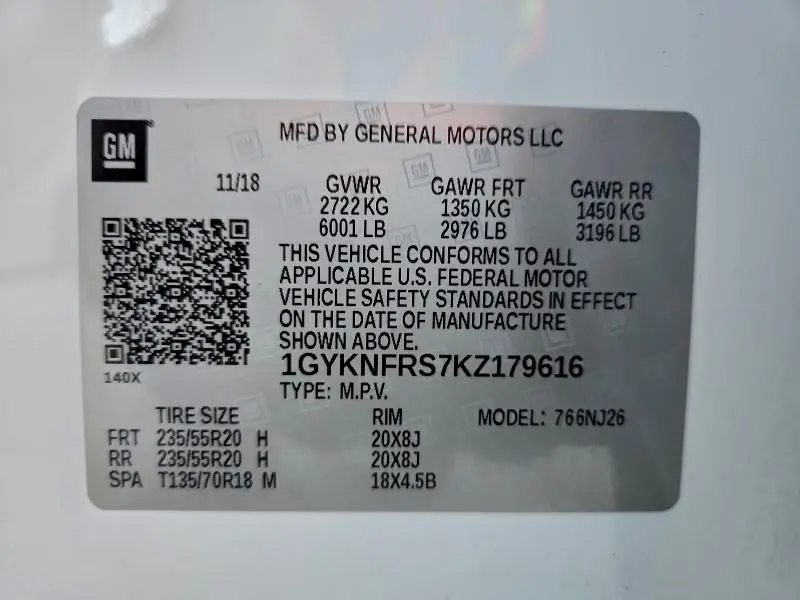 GM
MFD BY GENERAL MOTORS LLC
11/18 GVWR GAWR FRT GAWR RR
2722 KG 1350 KG 1450 KG
6001 LB 2976 LB 3196 LB
THIS VEHICLE CONFORMS TO ALL
APPLICABLE U.S. FEDERAL MOTOR
VEHICLE SAFETY STANDARDS IN EFFECT
ON THE DATE OF MANUFACTURE
SHOWN ABOVE.
1GYKNFRS7KZ179616
140X
TYPE: M.P.V.
TIRE SIZE RIM MODEL: 766NJ26
FRT 235/55R20 H 20X8J
RR 235/55R20 H 20X8J
SPA T135/70R18 M 18X4.5B